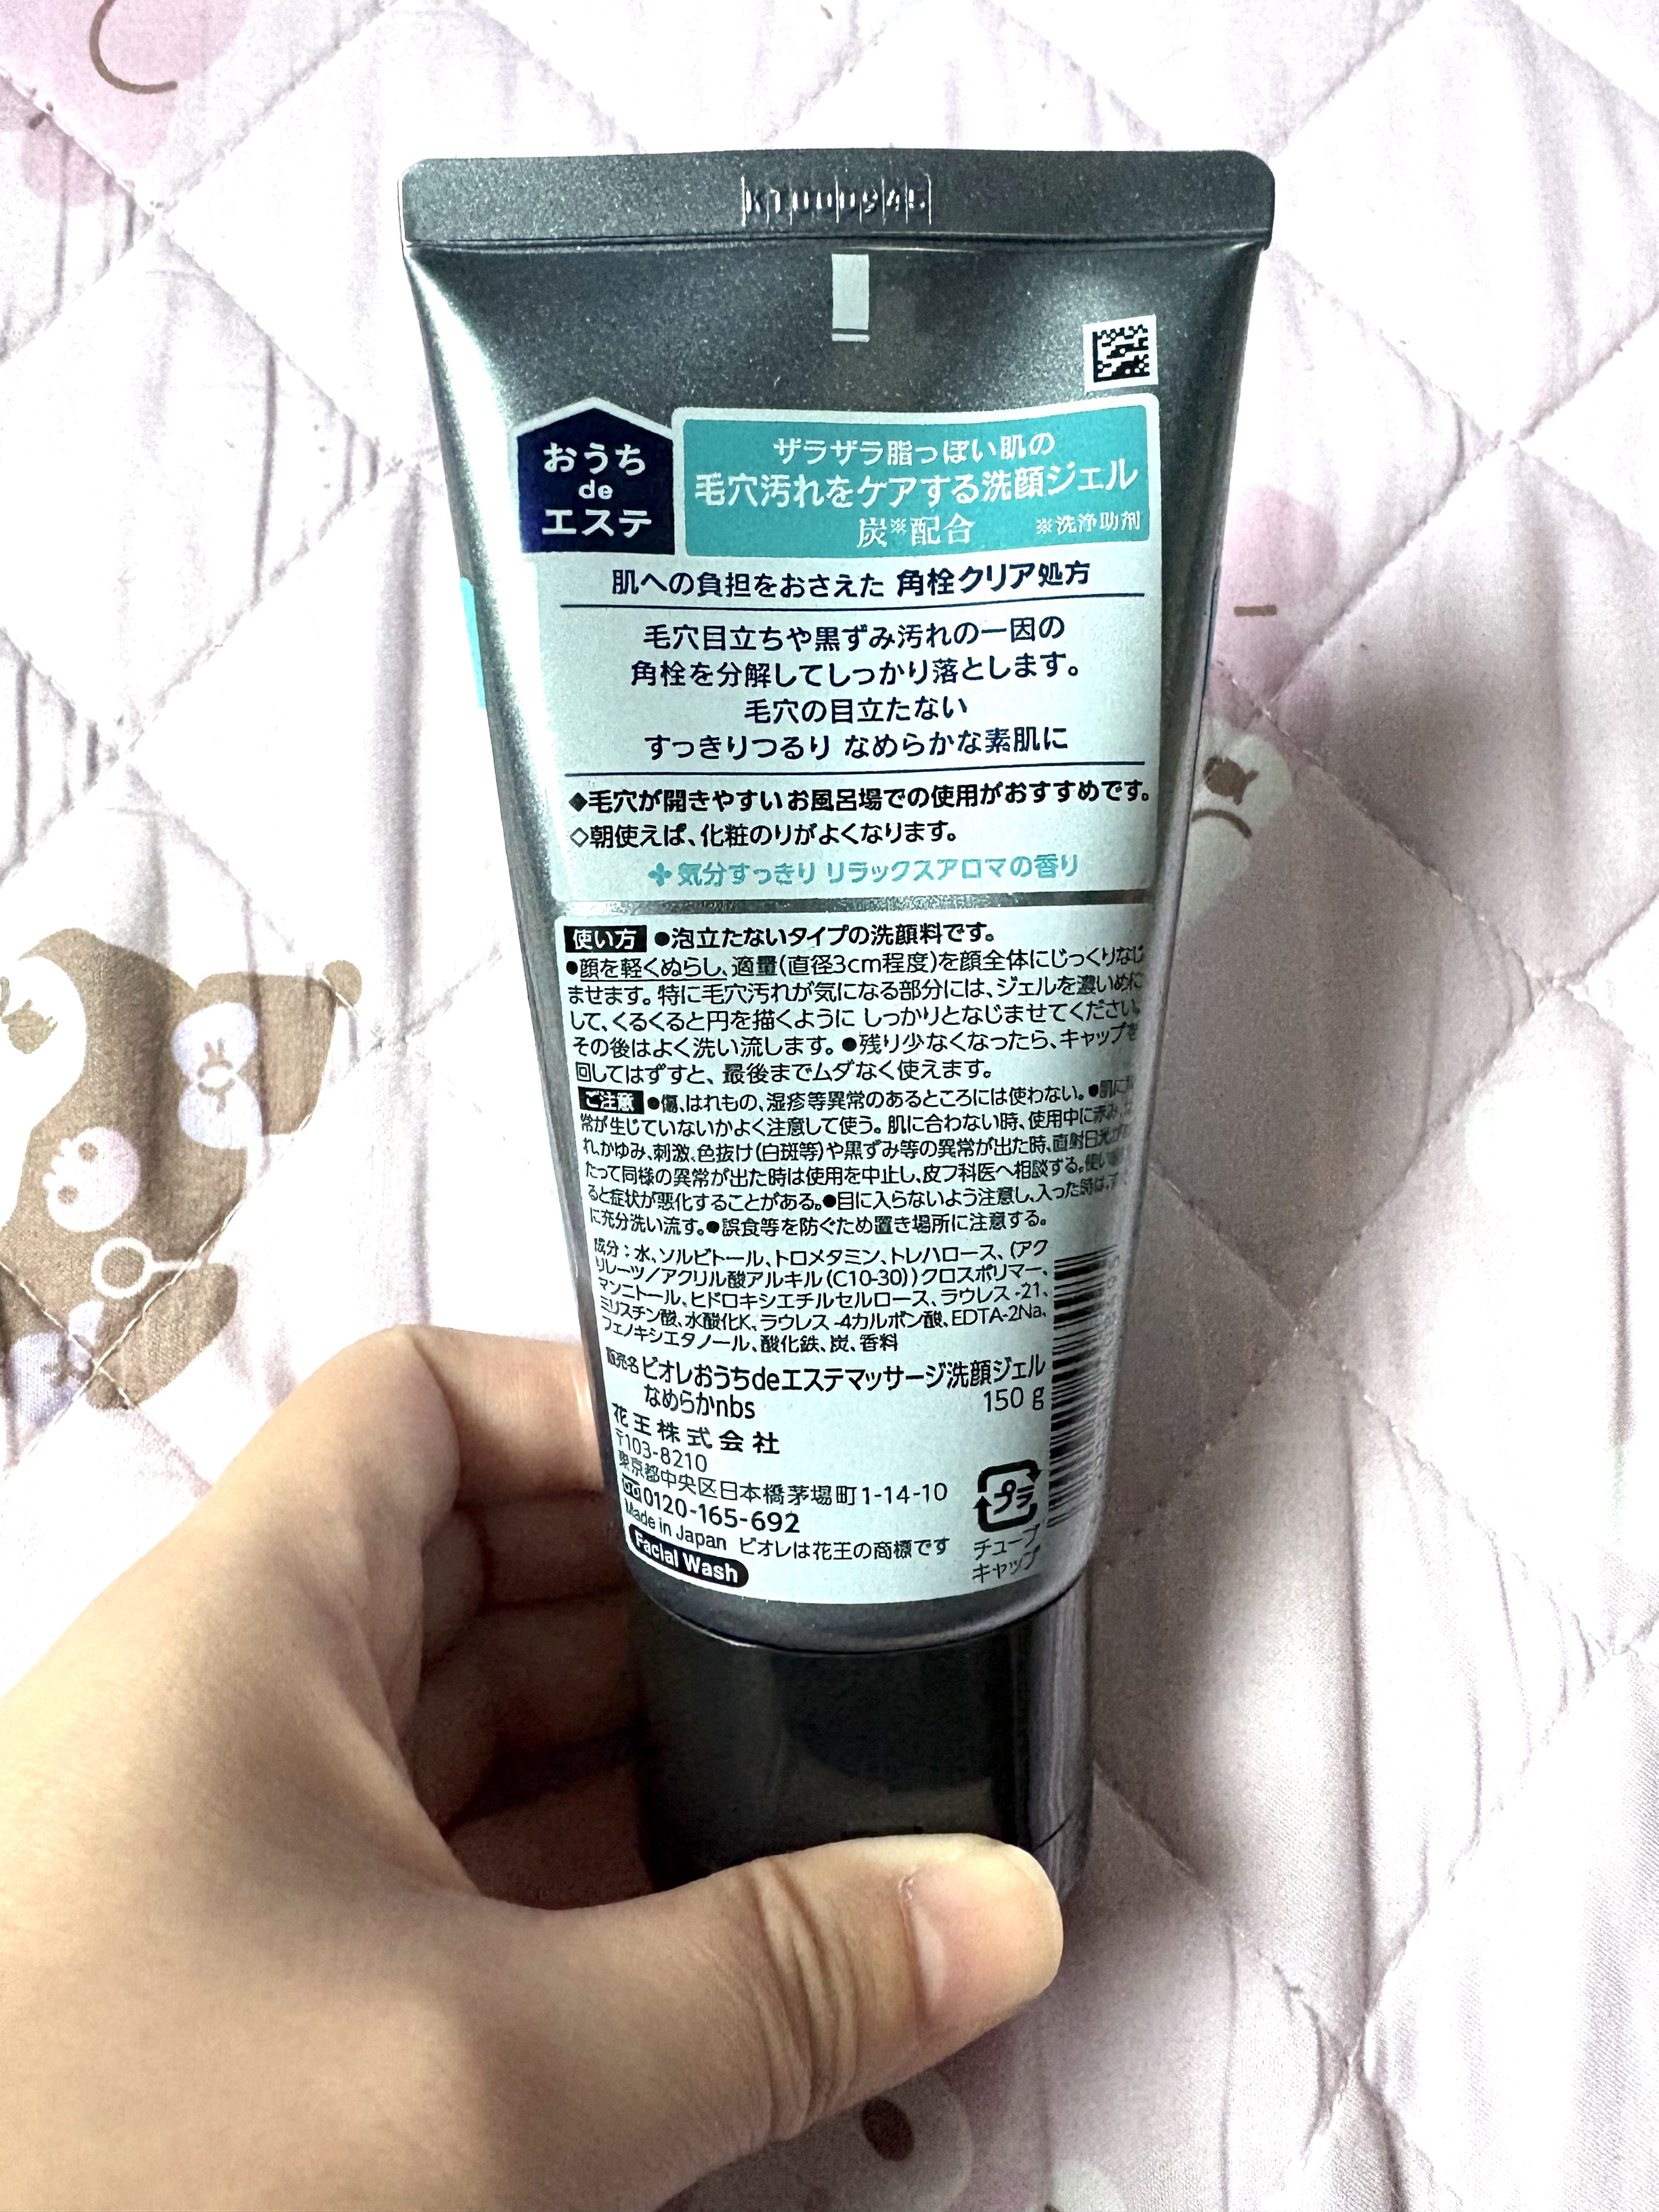 おうち
de
エステ
ザラザラ脂っぽい肌の
毛穴汚れをケアする洗顔ジェル
炭※配合 ※洗浄助剤
肌への負担をおさえた 角栓クリア処方
毛穴目立ちや黒ずみ汚れの一因の
角栓を分解してしっかり落とします。
毛穴の目立たない
すっきりつるり なめらかな素肌に
◆毛穴が開きやすいお風呂場での使用がおすすめです。
◇朝使えば、化粧のりがよくなります。
気分すっきり リラックスアロマの香り
使い方 ●泡立たないタイプの洗顔料です。
●顔を軽くぬらし、適量(直径3cm程度)を顔全体にじっくりなじ
ませます。特に毛穴汚れが気になる部分には、ジェルを濃いめに
して、くるくると円を描くように しっかりとなじませてください。
その後はよく洗い流します。●残り少なくなったら、キャップを
回してはずすと、最後までムダなく使えます。
ご注意 ●傷、はれもの、湿疹等異常のあるところには使わない。●肌に
常が生じていないかよく注意して使う。肌に合わない時、使用中に赤み、
れ、かゆみ、刺激、色抜け(白斑等)や黒ずみ等の異常が出た時、直射日光が
たって同様の異常が出た時は使用を中止し、皮フ科医へ相談する。使い
ると症状が悪化することがある。●目に入らないよう注意し、入った時は、
に充分洗い流す。●誤食等を防ぐため置き場所に注意する。
成分:水、ソルビトール、トロメタミン、トレハロース、(アク
リレーツ/アクリル酸アルキル(C10-30))クロスポリマー、
マンニトール、ヒドロキシエチルセルロース、ラウレス-21、
ミリスチン酸、水酸化K、ラウレス-4カルボン酸、EDTA-2Na、
フェノキシエタノール、酸化鉄、炭、香料
販売名 ビオレおうちdeエステマッサージ洗顔ジェル
なめらかnbs 150g
花王株式会社
〒103-8210
東京都中央区日本橋茅場町1-14-10
0120-165-692
Made in Japan ビオレは花王の商標です
Facial Wash
プラ
チューブ
キャップ